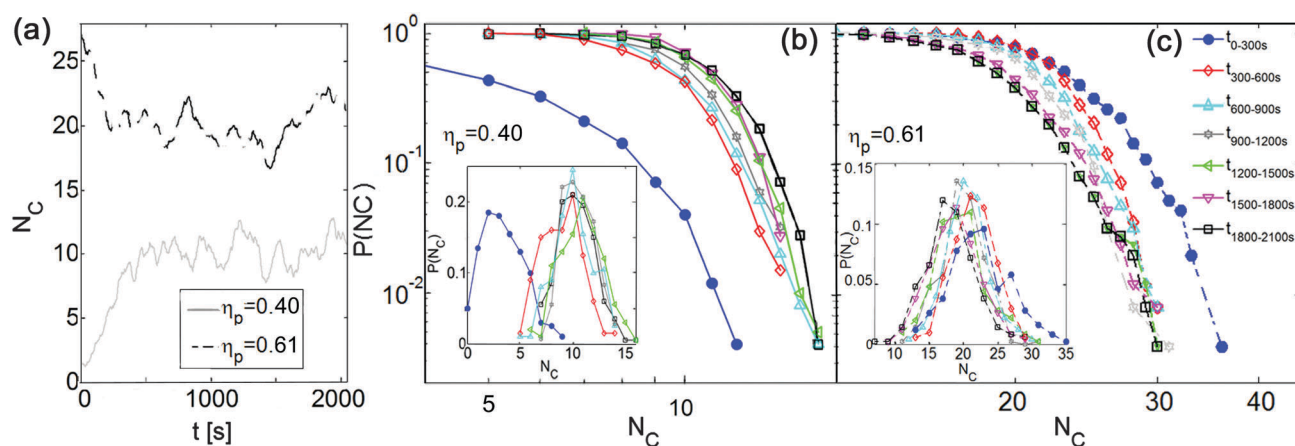 (a)
N_C
25
20
15
10
5
0
0
1000
2000
t [s]
η_p=0.40
η_p=0.61
P(NC)
10^0
10^-1
10^-2
(b)
η_p=0.40
5
10
N_C
P(N_C)
0.2
0.1
0
0
5
10
15
N_C
(c)
η_p=0.61
20
30
40
N_C
P(N_C)
0.15
0.1
0.05
0
10
15
20
25
30
35
N_C
t_0-300s
t_300-600s
t_600-900s
t_900-1200s
t_1200-1500s
t_1500-1800s
t_1800-2100s